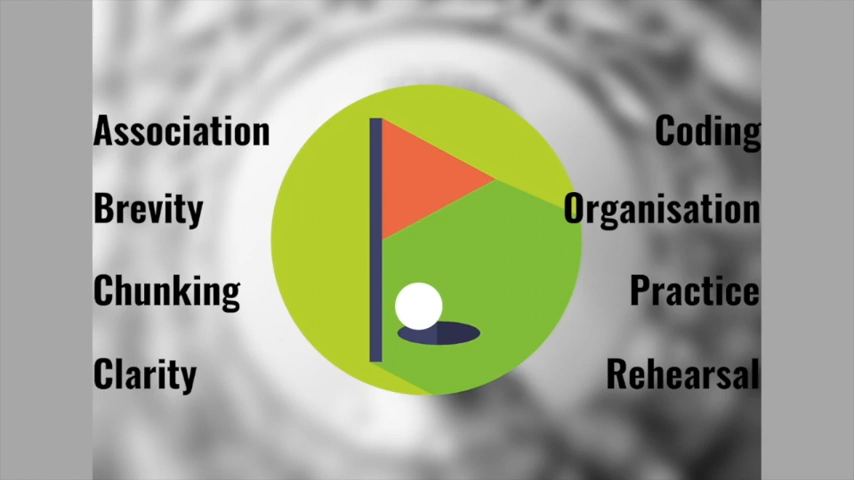 Association
Brevity
Chunking
Clarity
Coding
Organisation
Practice
Rehearsal